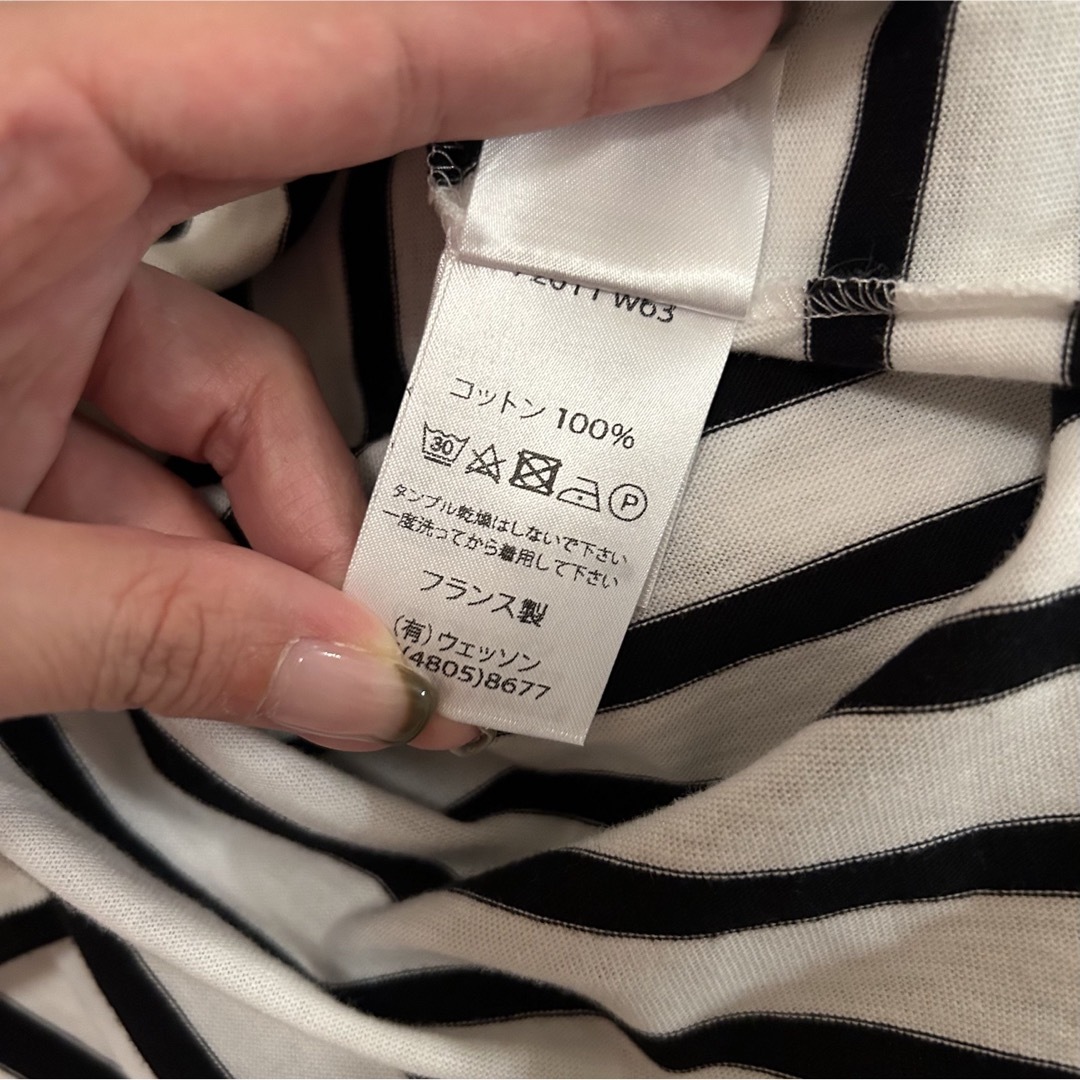 W63
コットン 100%
30
P
タンブル乾燥はしないで下さい
一度洗ってから着用して下さい
フランス製
(有)ウェッソン
(4805)8677